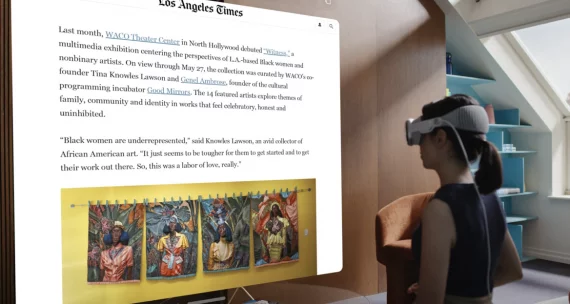 Los Angeles Times
Last month, WACO Theater Center in North Hollywood debuted "Witness," a
multimedia exhibition centering the perspectives of L.A.-based Black women and
nonbinary artists. On view through May 27, the collection was curated by WACO's co-
founder Tina Knowles Lawson and Genel Ambrose, founder of the cultural
programming incubator Good Mirrors. The 14 featured artists explore themes of
family, community and identity in works that feel celebratory, honest and
uninhibited.
"Black women are underrepresented," said Knowles Lawson, an avid collector of
African American art. "It just seems to be tougher for them to get started and to get
their work out there. So, this was a labor of love, really."